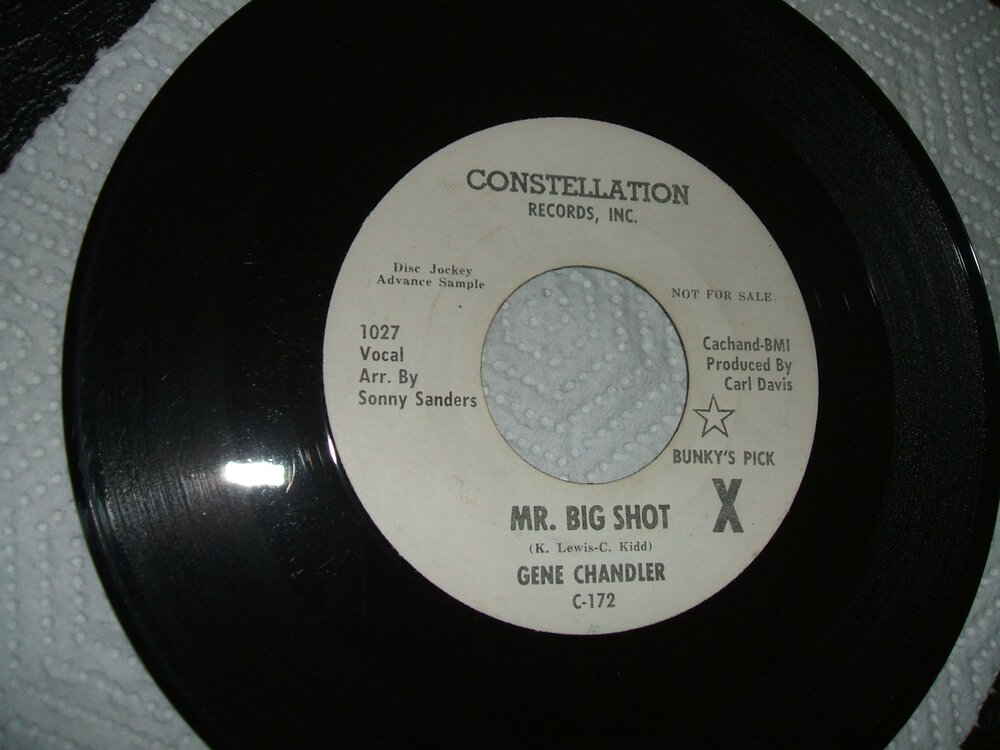 CONSTELLATION
RECORDS, INC.
Disc Jockey
Advance Sample
NOT FOR SALE
1027
Vocal
Arr. By
Sonny Sanders
Cachand-BMI
Produced By
Carl Davis
BUNKY'S PICK
X
MR. BIG SHOT
(K. Lewis-C. Kidd)
GENE CHANDLER
C-172